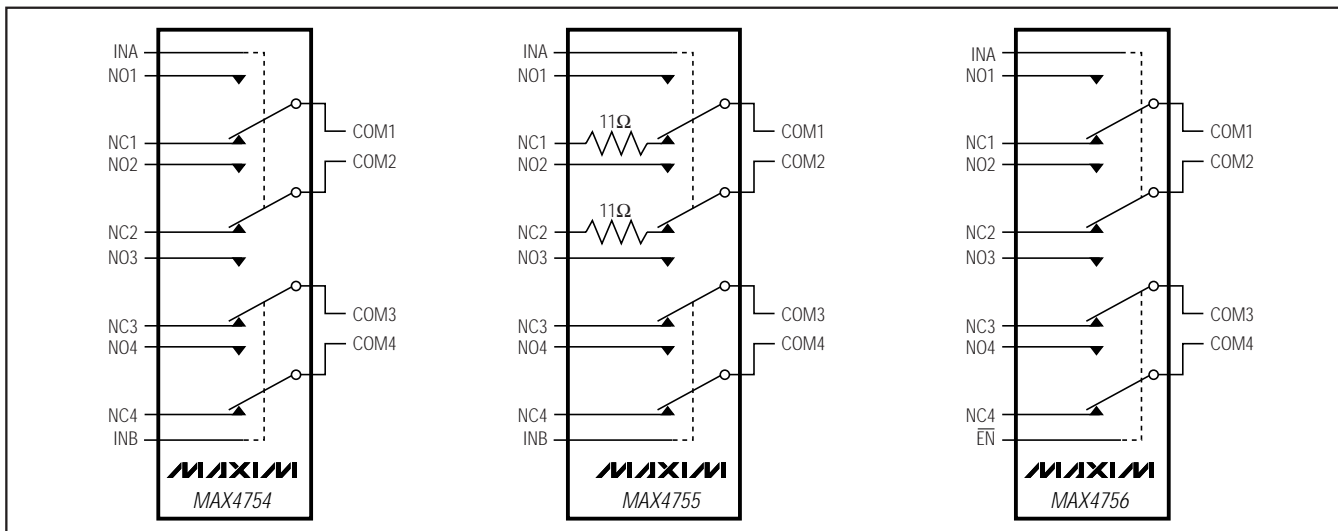 INA
NO1
COM1
NC1
NO2
COM2
NC2
NO3
COM3
NC3
NO4
COM4
NC4
INB
MAXIM
MAX4754
INA
NO1
11Ω
COM1
NC1
NO2
COM2
11Ω
NC2
NO3
COM3
NC3
NO4
COM4
NC4
INB
MAXIM
MAX4755
INA
NO1
COM1
NC1
NO2
COM2
NC2
NO3
COM3
NC3
NO4
COM4
NC4
E̅N̅
MAXIM
MAX4756